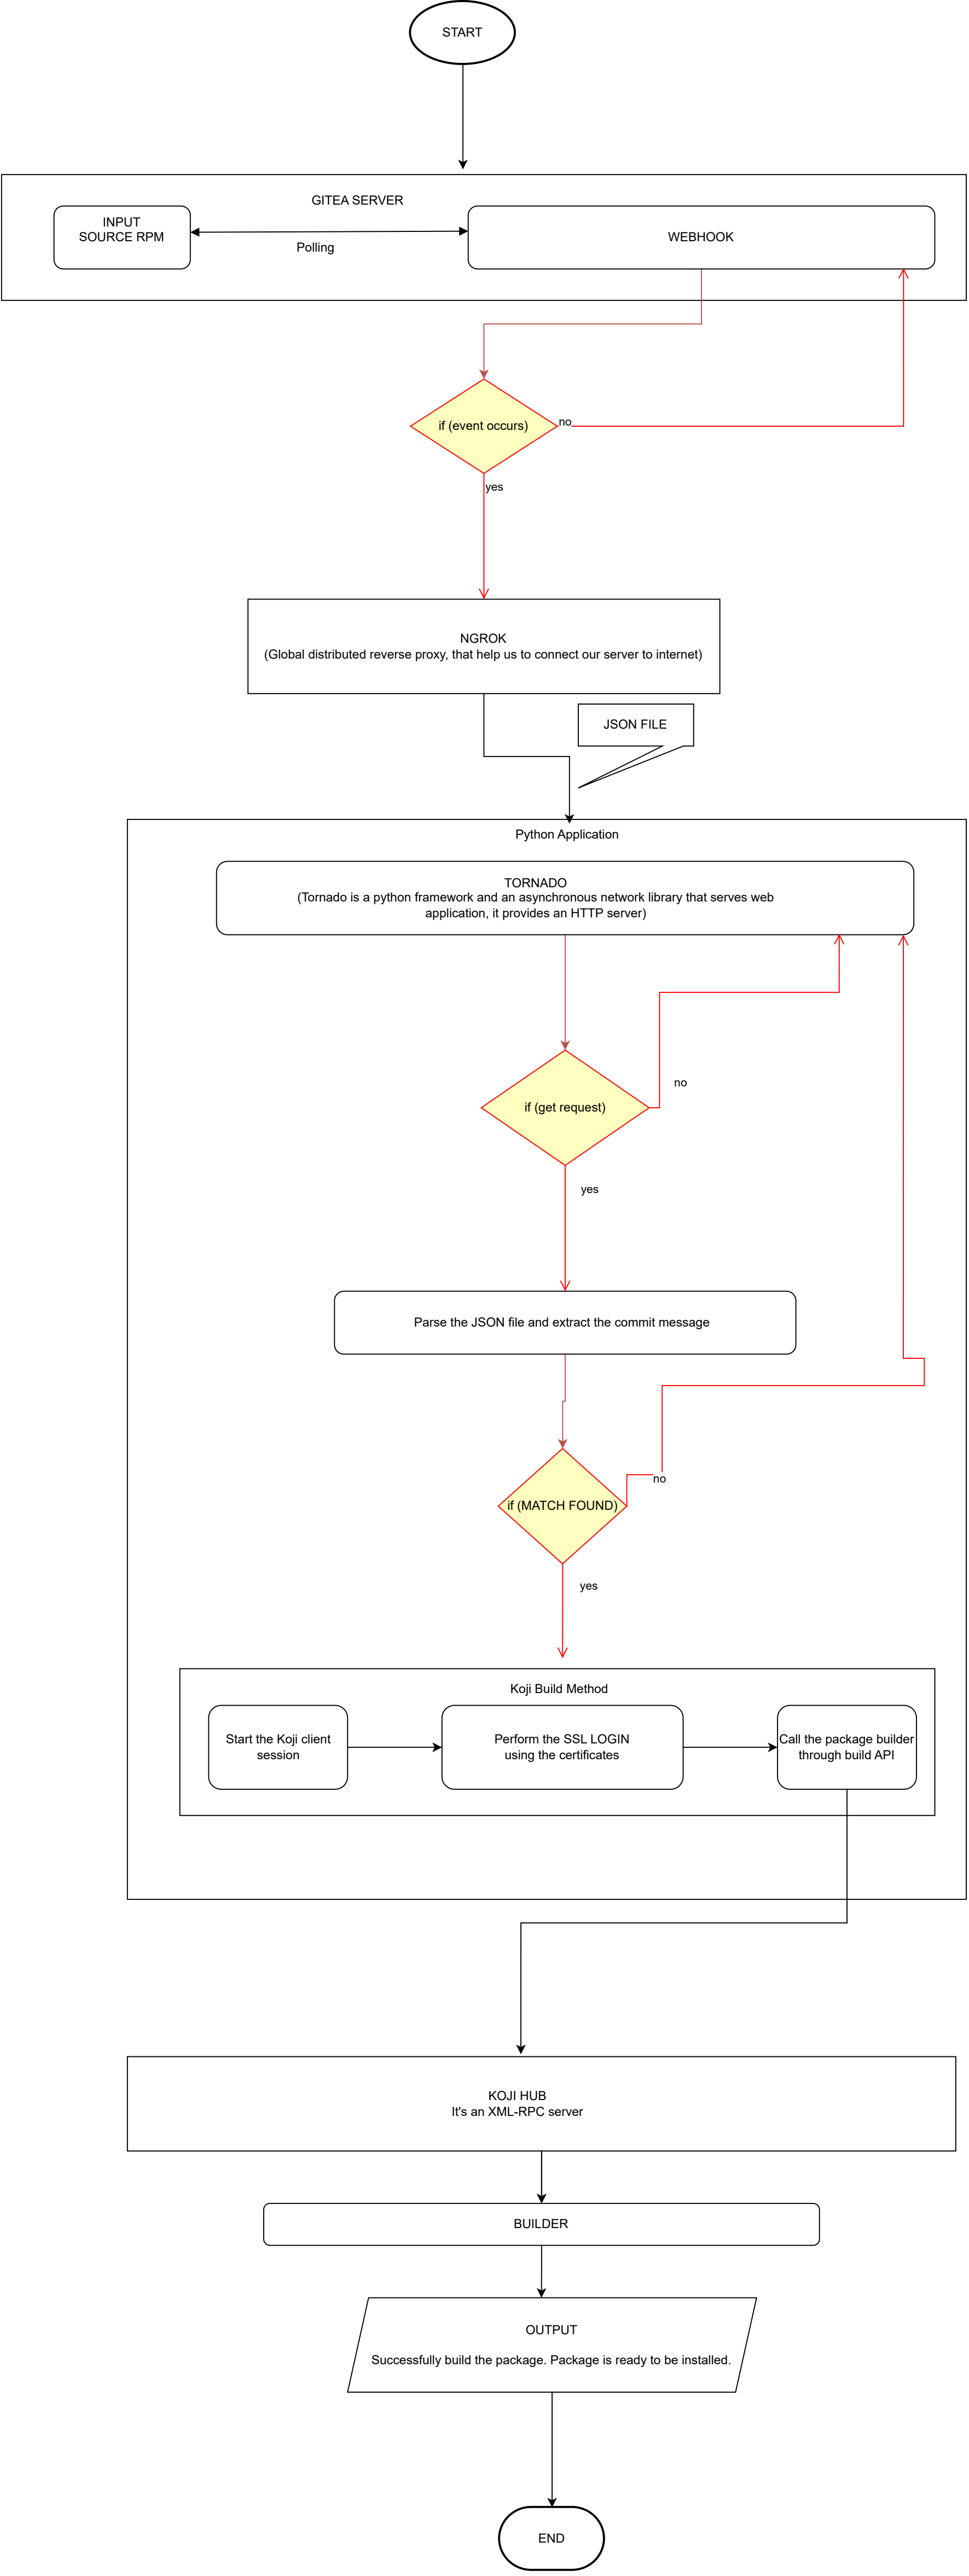 START
GITEA SERVER
INPUT
SOURCE RPM
Polling
WEBHOOK
if (event occurs)
no
yes
NGROK
(Global distributed reverse proxy, that help us to connect our server to internet)
JSON FILE
Python Application
TORNADO
(Tornado is a python framework and an asynchronous network library that serves web
application, it provides an HTTP server)
if (get request)
no
yes
Parse the JSON file and extract the commit message
if (MATCH FOUND)
no
yes
Koji Build Method
Start the Koji client
session
Perform the SSL LOGIN
using the certificates
Call the package builder
through build API
KOJI HUB
It's an XML-RPC server
BUILDER
OUTPUT
Successfully build the package. Package is ready to be installed.
END